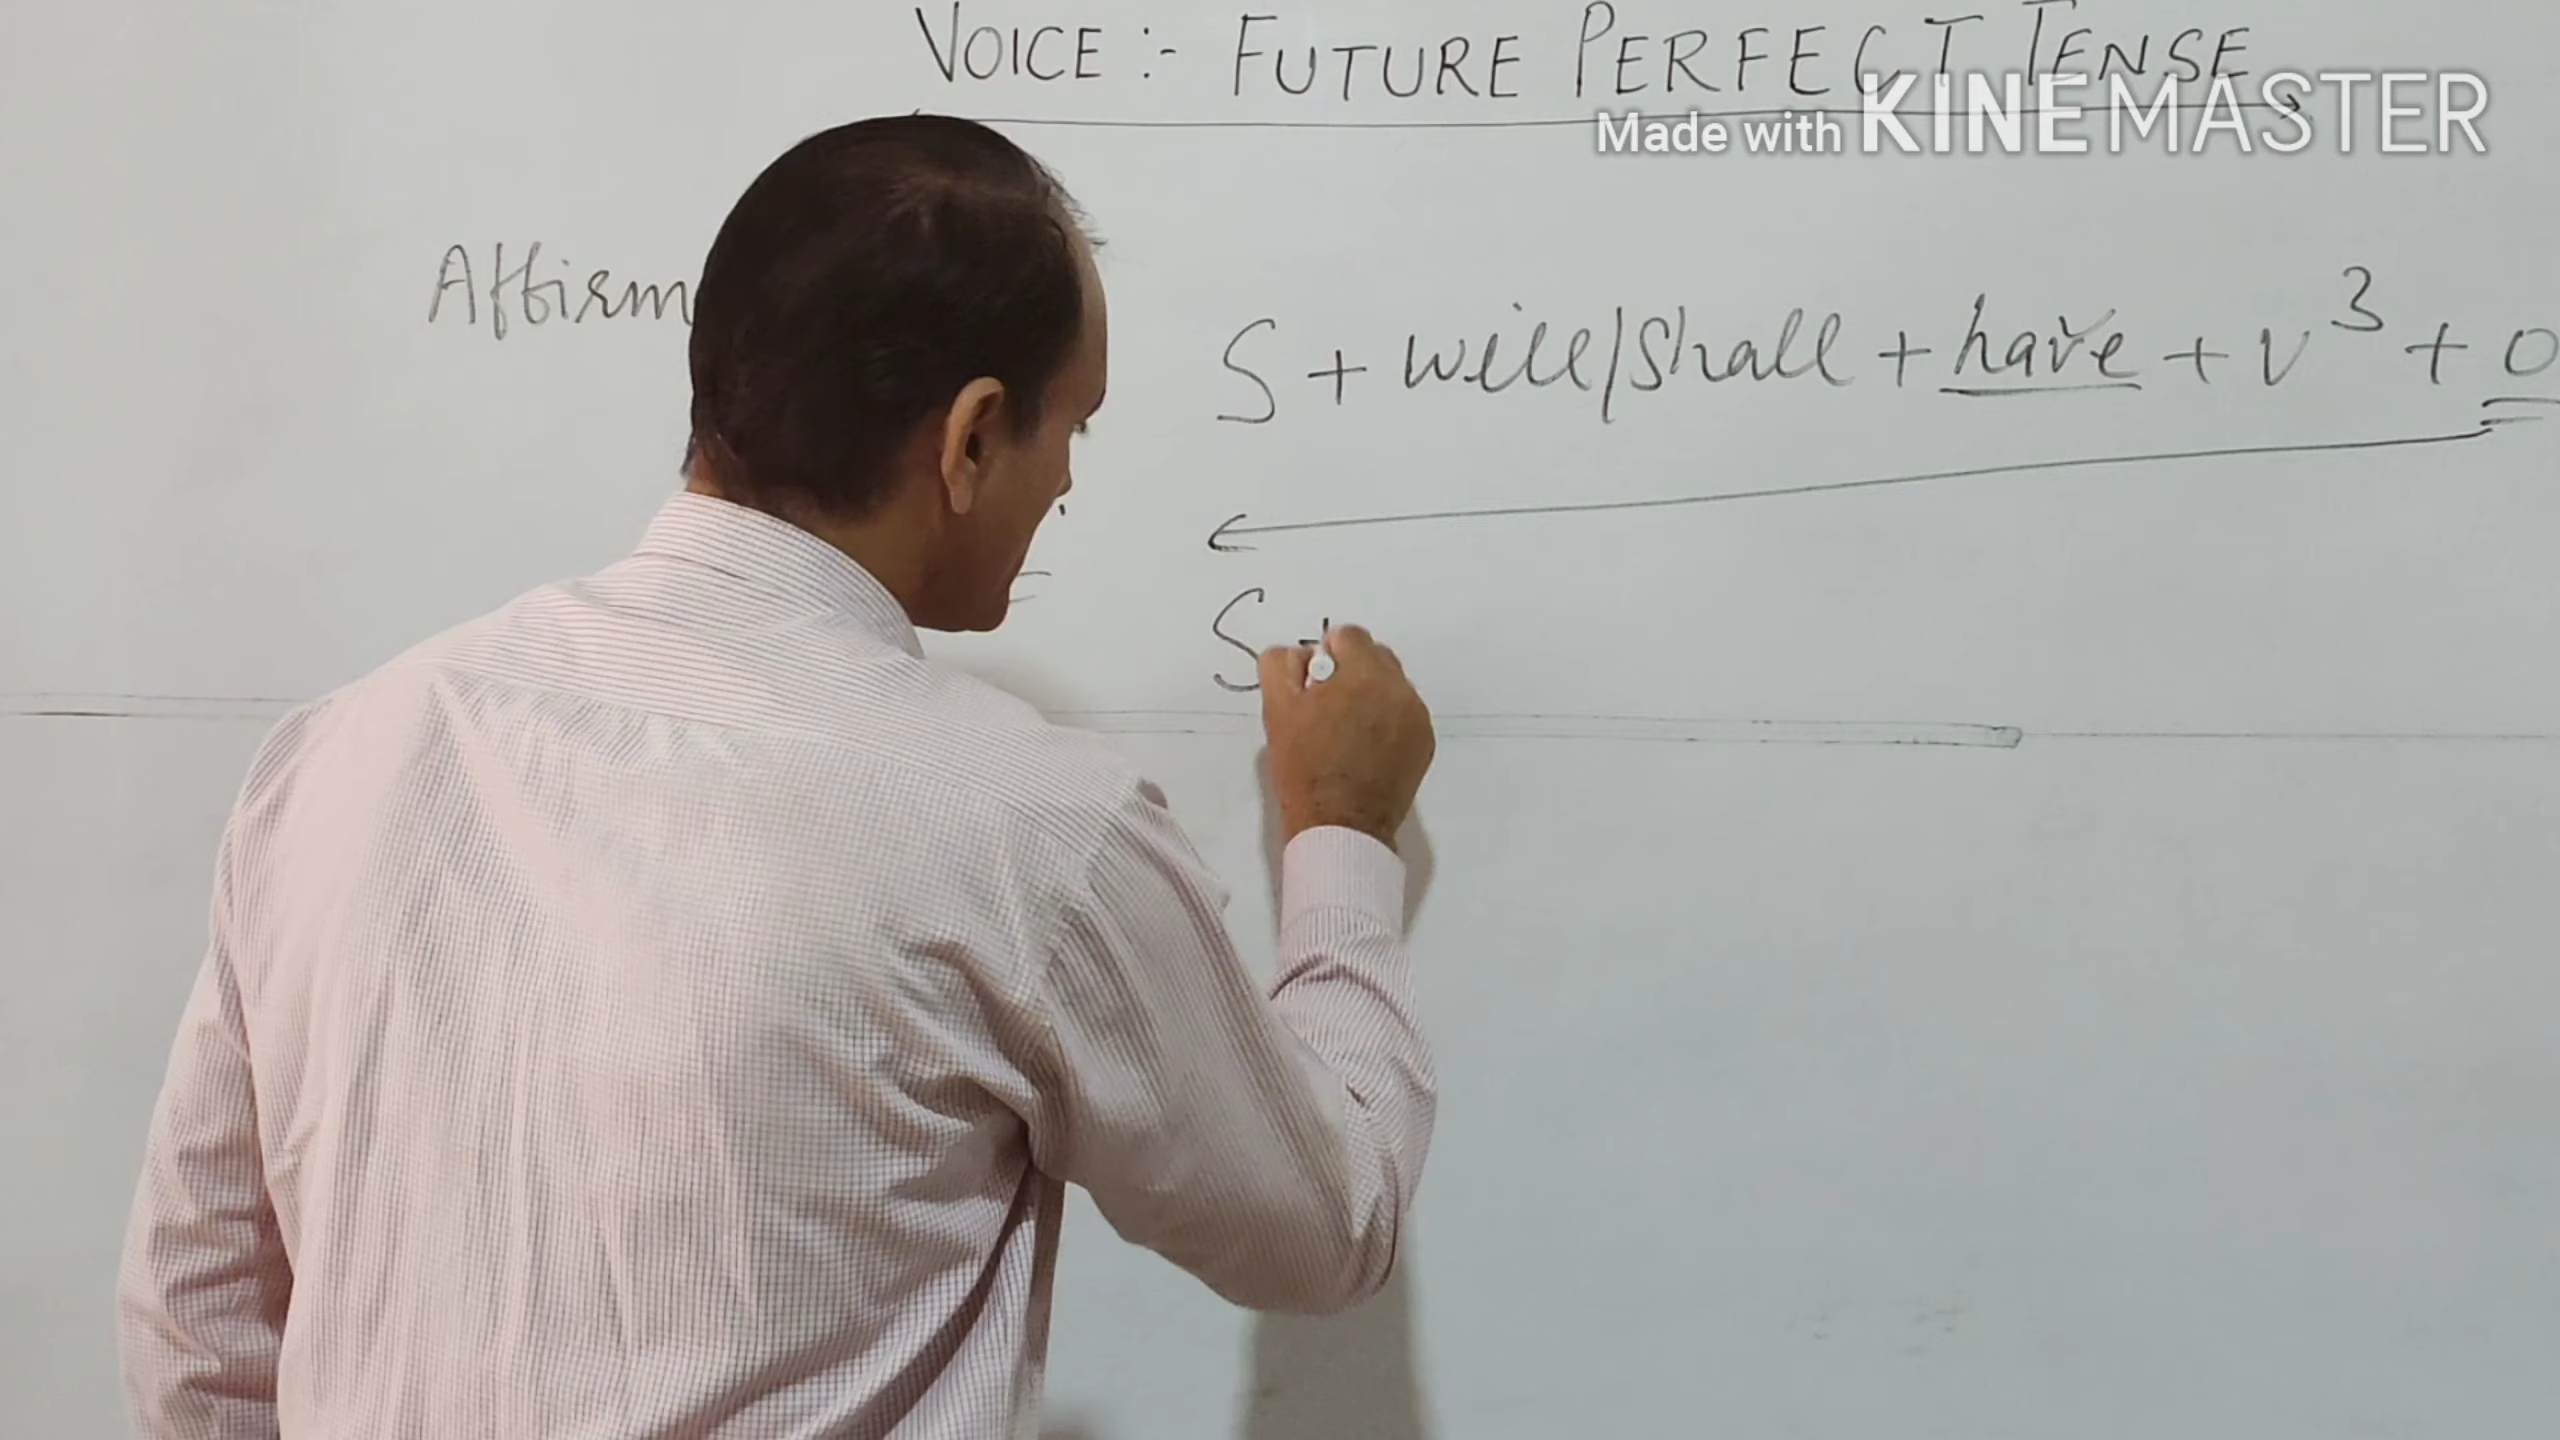 VOICE :- FUTURE PERFECT TENSE
Made with KINEMASTER
Affirm
S + will/shall + have + v³ + O
S +